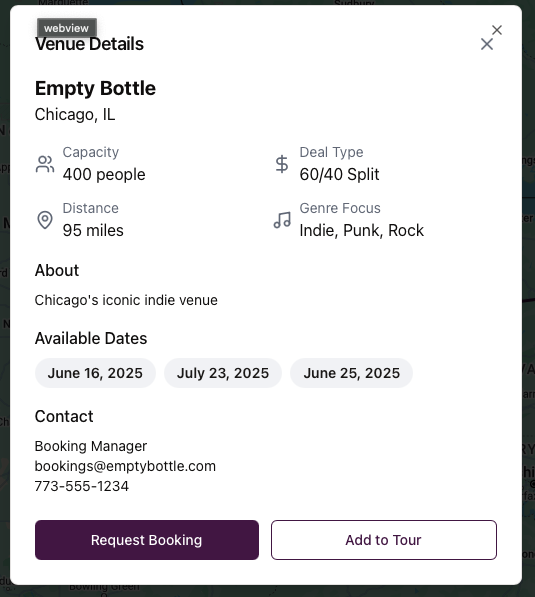 webview
Venue Details
Empty Bottle
Chicago, IL
Capacity
400 people
Deal Type
60/40 Split
Distance
95 miles
Genre Focus
Indie, Punk, Rock
About
Chicago's iconic indie venue
Available Dates
June 16, 2025
July 23, 2025
June 25, 2025
Contact
Booking Manager
bookings@emptybottle.com
773-555-1234
Request Booking
Add to Tour
Bowling Green